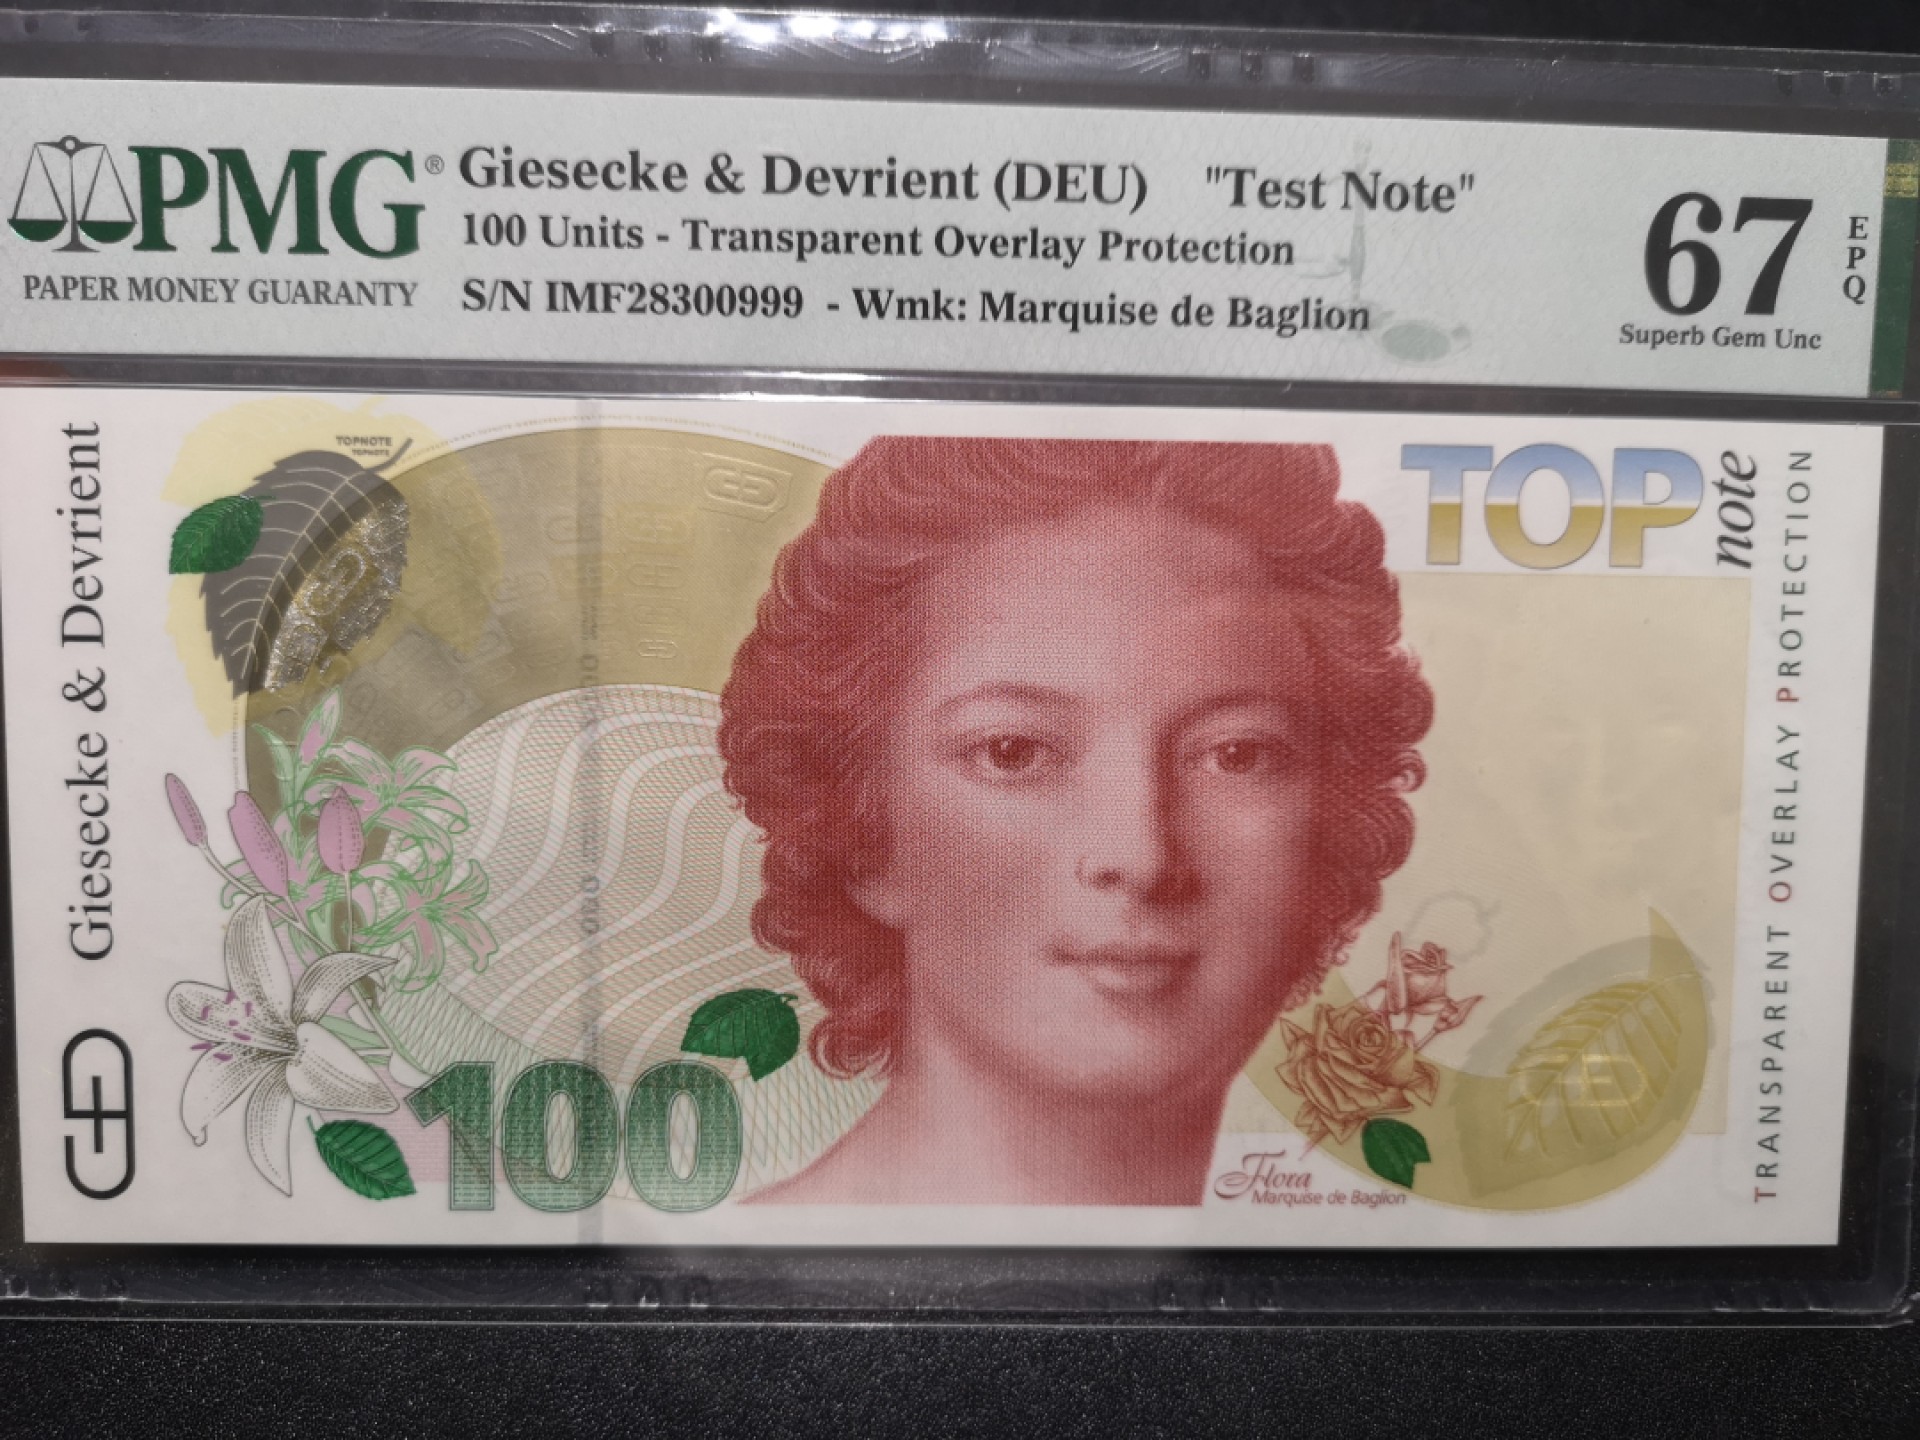 PMG®
PAPER MONEY GUARANTY
Giesecke & Devrient (DEU) "Test Note"
100 Units - Transparent Overlay Protection
S/N IMF28300999 - Wmk: Marquise de Baglion
67
EPQ
Superb Gem Unc
Giesecke & Devrient
TOPNOTE
TOPNOTE
TOP
note
TRANSPARENT OVERLAY PROTECTION
100
Flora
Marquise de Baglion